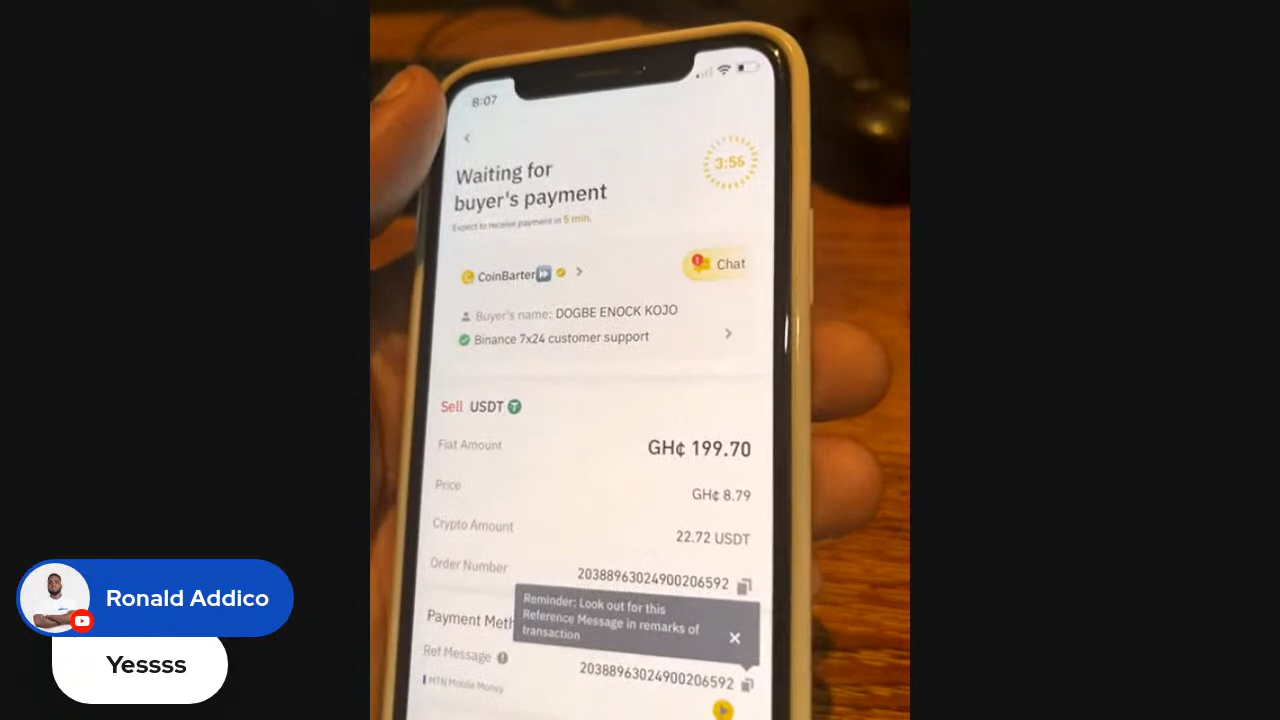 8:07
Waiting for
buyer's payment
3:55
Expect to receive payment in 5 min.
CoinBarter
Chat
Buyer's name: DOGBE ENOCK KOJO
Binance 7x24 customer support
Sell USDT
Fiat Amount
GH₵ 199.70
Price
GH₵ 8.79
Crypto Amount
22.72 USDT
Order Number
20388963024900206592
Reminder: Look out for this
Reference Message in remarks of
transaction
Payment Meth
Ref Message
20388963024900206592
MTN Mobile Money
Ronald Addico
Yessss